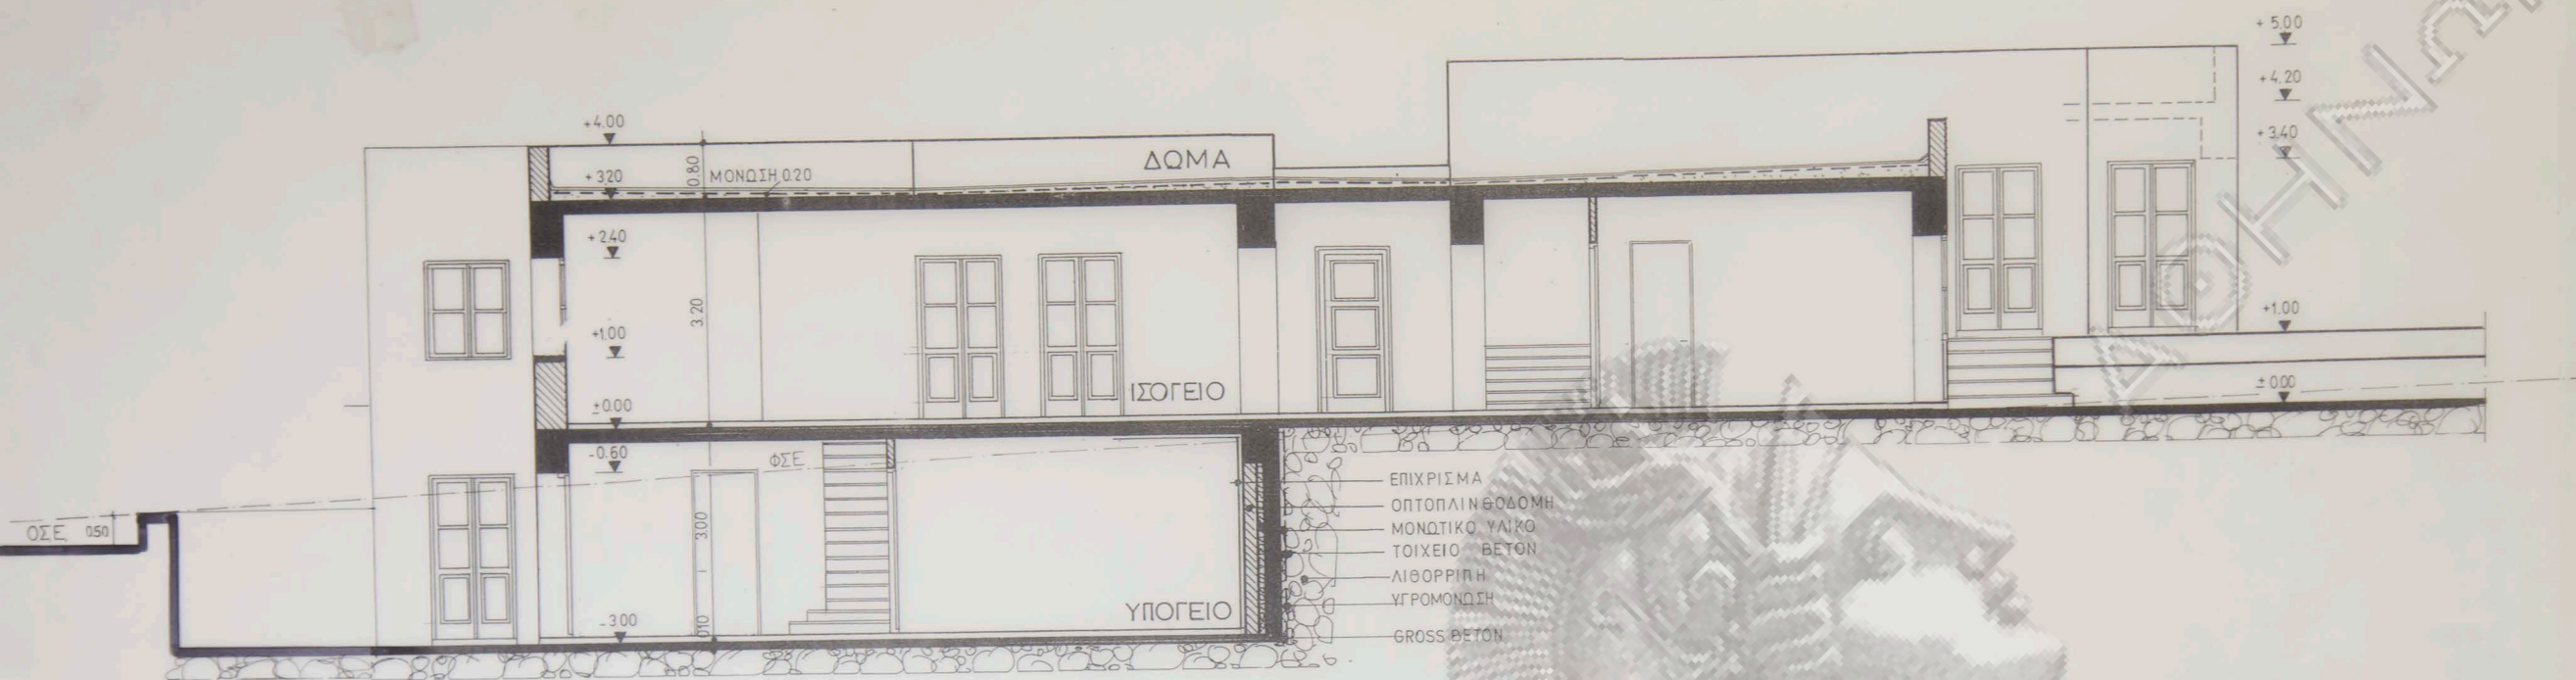 + 5.00
+4.20
+3.40
+1.00
± 0.00
+4.00
+ 3.20
0.80
ΜΟΝΩΣΗ 0.20
ΔΩΜΑ
+2.40
+1.00
3.20
±0.00
ΙΣΟΓΕΙΟ
-0.60
ΦΣΕ
ΟΣΕ 0.50
3.00
-3.00
0.10
ΥΠΟΓΕΙΟ
ΕΠΙΧΡΙΣΜΑ
ΟΠΤΟΠΛΙΝΘΟΔΟΜΗ
ΜΟΝΩΤΙΚΟ ΥΛΙΚΟ
ΤΟΙΧΕΙΟ ΒΕΤΟΝ
ΛΙΘΟΡΡΙΠΗ
ΥΓΡΟΜΟΝΩΣΗ
GROSS BETON
ΑΘΗΝΩ